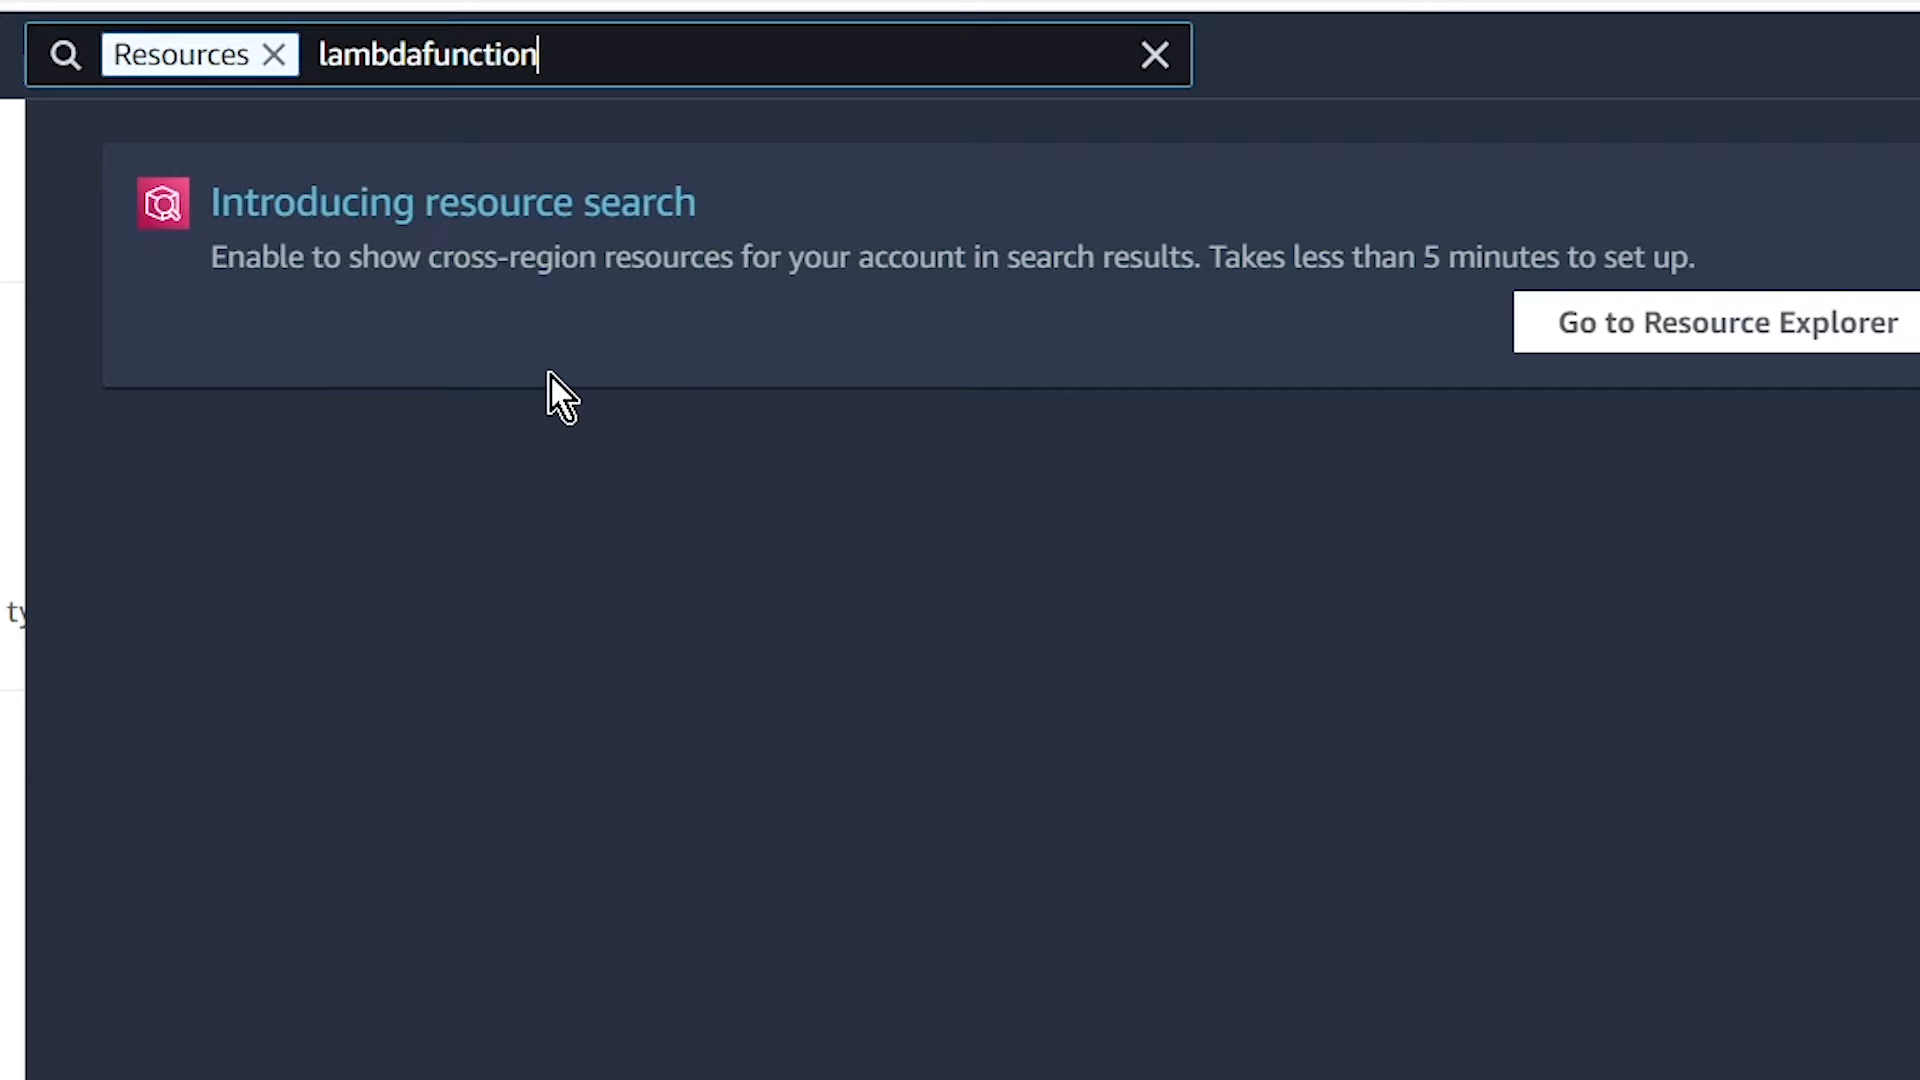 Resources lambdafunction
Introducing resource search
Enable to show cross-region resources for your account in search results. Takes less than 5 minutes to set up.
Go to Resource Explorer
ty